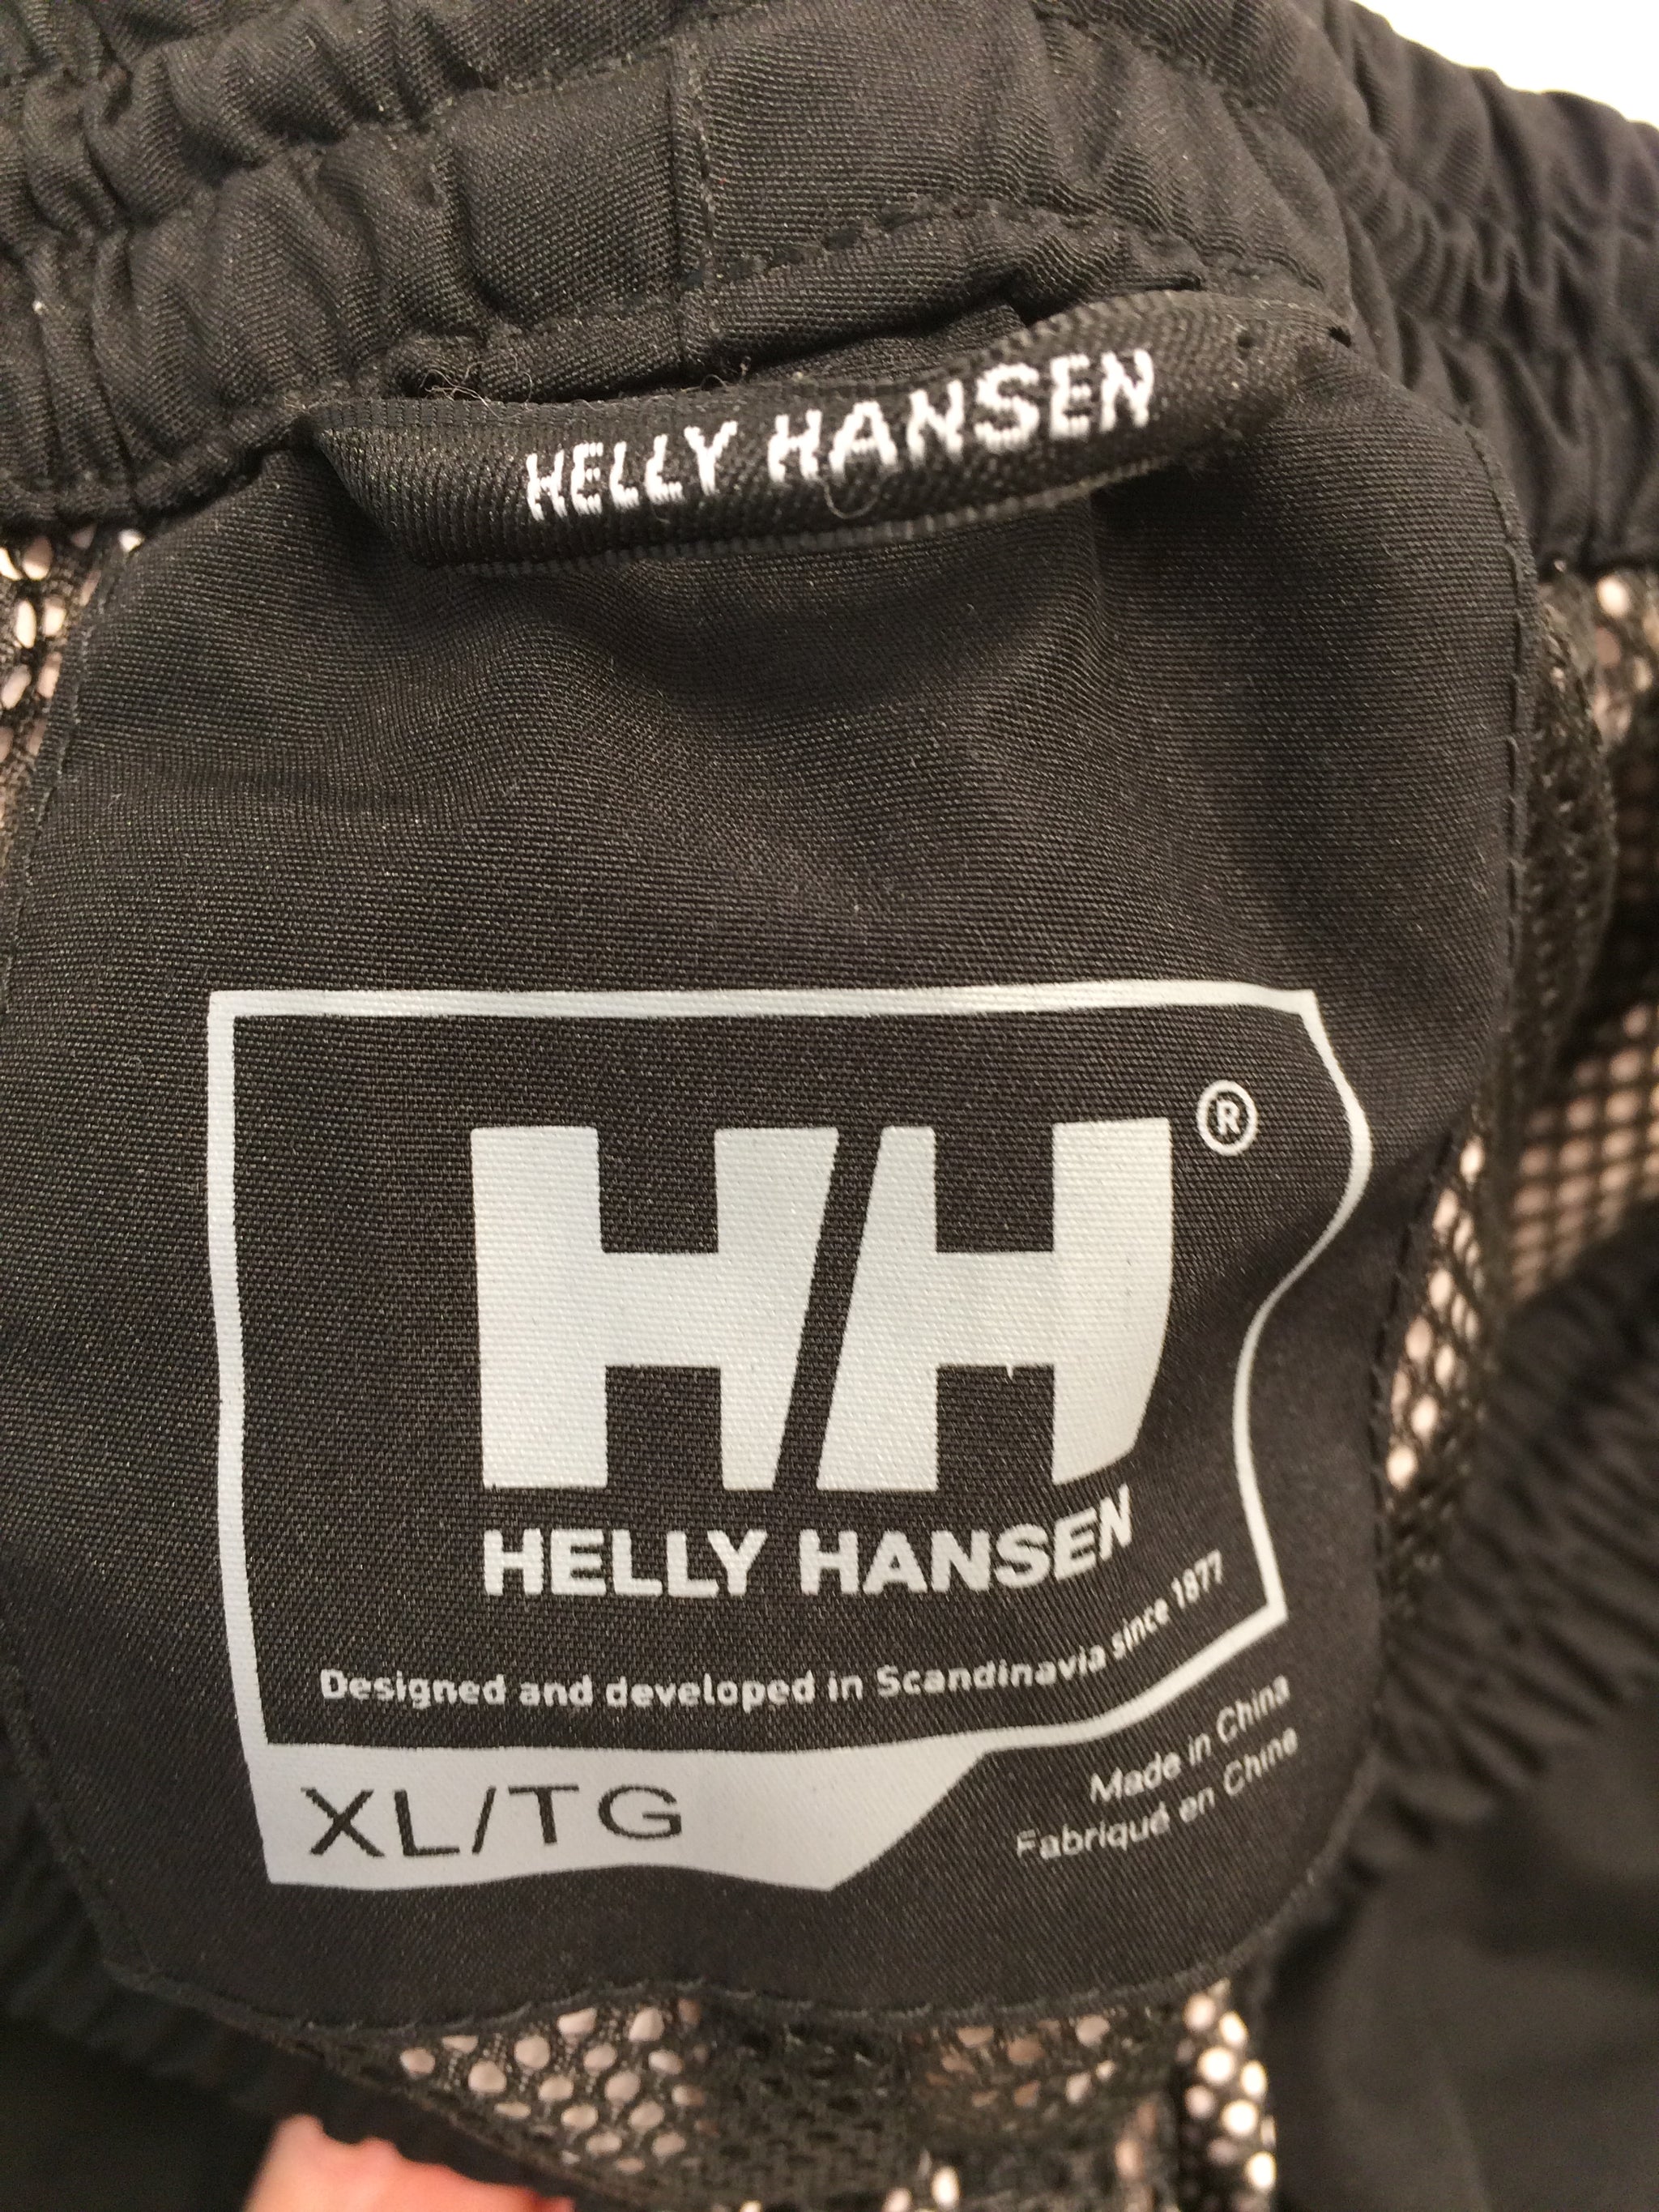 HELLY HANSEN
HH®
HELLY HANSEN
Designed and developed in Scandinavia since 1877
XL/TG
Made in China
Fabriqué en Chine